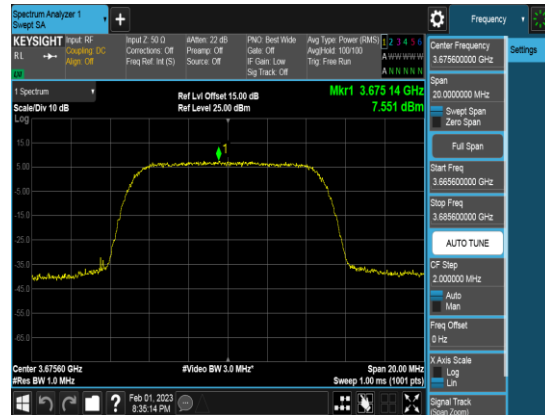 Spectrum Analyzer 1
Swept SA
+
Frequency
KEYSIGHT
RL
Input: RF
Coupling: DC
Align: Off
Input Z: 50 Ω
Corrections: Off
Freq Ref: Int (S)
#Atten: 22 dB
Preamp: Off
Source: Off
PNO: Best Wide
Gate: Off
IF Gain: Low
Sig Track: Off
Avg Type: Power (RMS)
Avg|Hold: 100/100
Trig: Free Run
1 2 3 4 5 6
A W W W W W
A N N N N N
1 Spectrum
Scale/Div 10 dB
Log
Ref Lvl Offset 15.00 dB
Ref Level 25.00 dBm
Mkr1 3.675 14 GHz
7.551 dBm
1
15.0
5.00
-5.00
-15.0
-25.0
-35.0
-45.0
-55.0
-65.0
Center 3.67560 GHz
#Res BW 1.0 MHz
#Video BW 3.0 MHz*
Span 20.00 MHz
Sweep 1.00 ms (1001 pts)
Feb 01, 2023
8:35:14 PM
Settings
Center Frequency
3.675600000 GHz
Span
20.0000000 MHz
Swept Span
Zero Span
Full Span
Start Freq
3.665600000 GHz
Stop Freq
3.685600000 GHz
AUTO TUNE
CF Step
2.000000 MHz
Auto
Man
Freq Offset
0 Hz
X Axis Scale
Log
Lin
Signal Track
(Span Zoom)